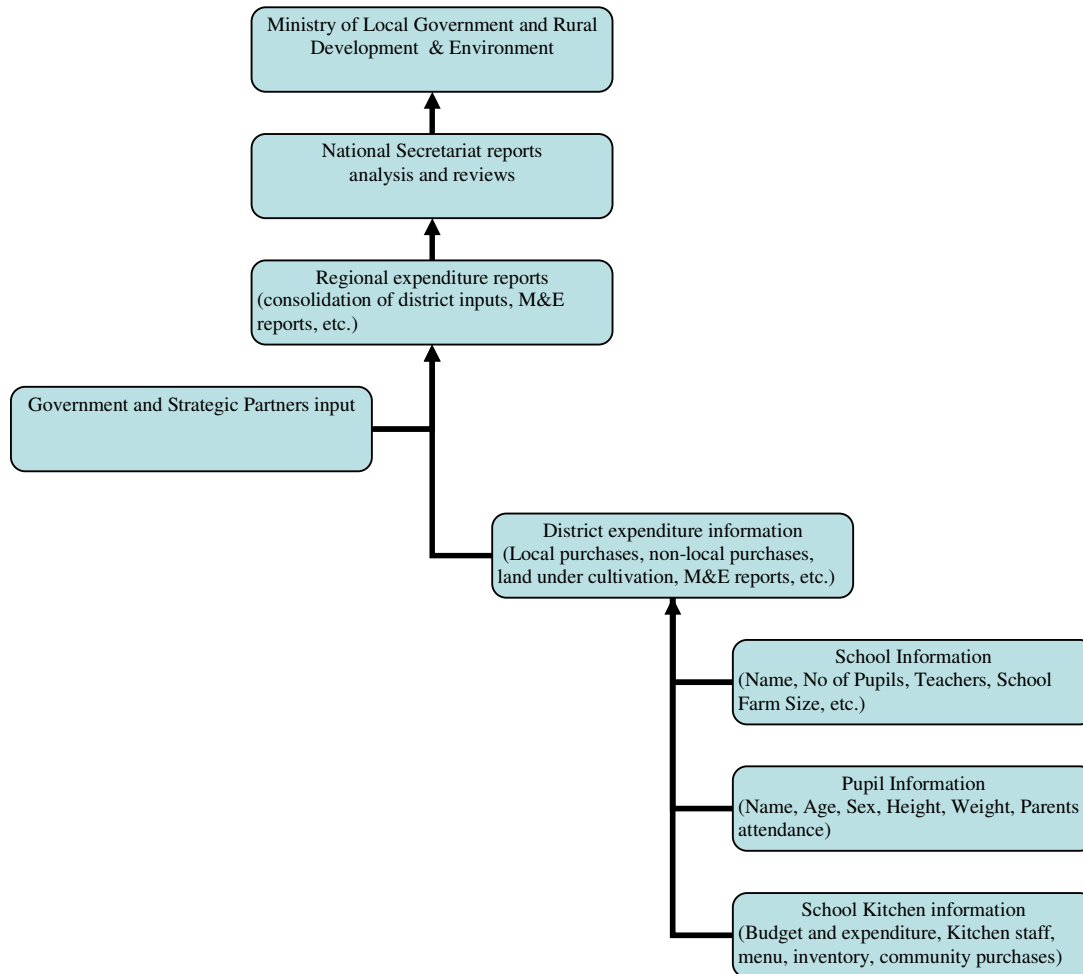 Ministry of Local Government and Rural
Development & Environment
National Secretariat reports
analysis and reviews
Regional expenditure reports
(consolidation of district inputs, M&E
reports, etc.)
Government and Strategic Partners input
District expenditure information
(Local purchases, non-local purchases,
land under cultivation, M&E reports, etc.)
School Information
(Name, No of Pupils, Teachers, School
Farm Size, etc.)
Pupil Information
(Name, Age, Sex, Height, Weight, Parents
attendance)
School Kitchen information
(Budget and expenditure, Kitchen staff,
menu, inventory, community purchases)